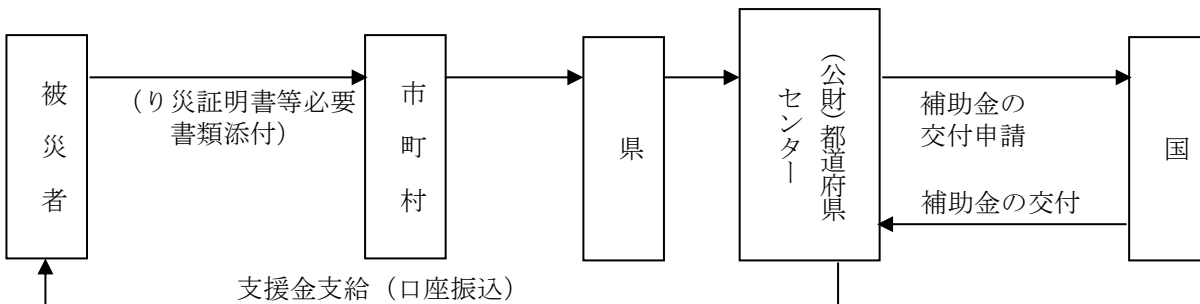 被災者
（り災証明書等必要
書類添付）
市町村
県
（公財）都道府県
センター
補助金の
交付申請
補助金の交付
国
支援金支給（口座振込）